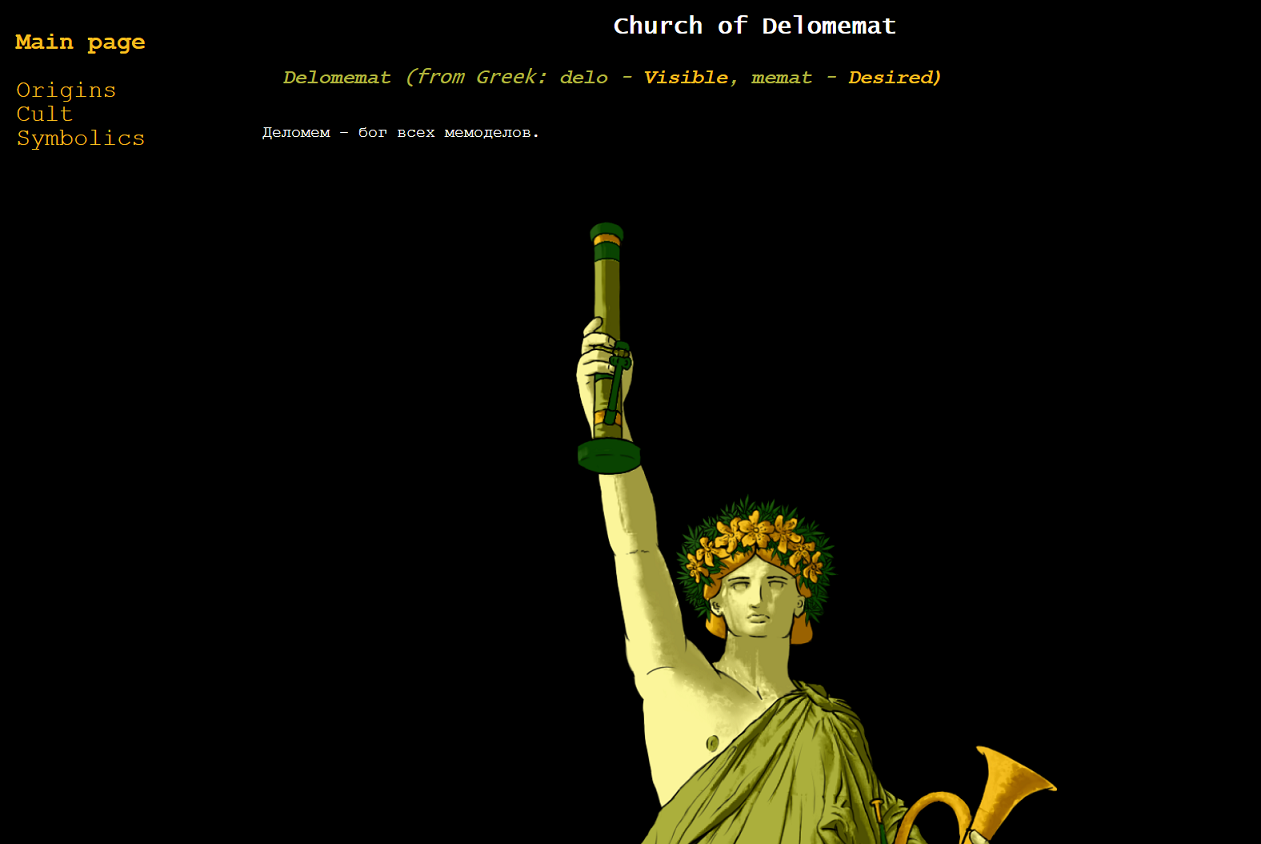 Church of Delomemat
Main page
Delomemat (from Greek: delo - Visible, memat - Desired)
Origins
Cult
Symbolics
Деломем - бог всех мемоделов.